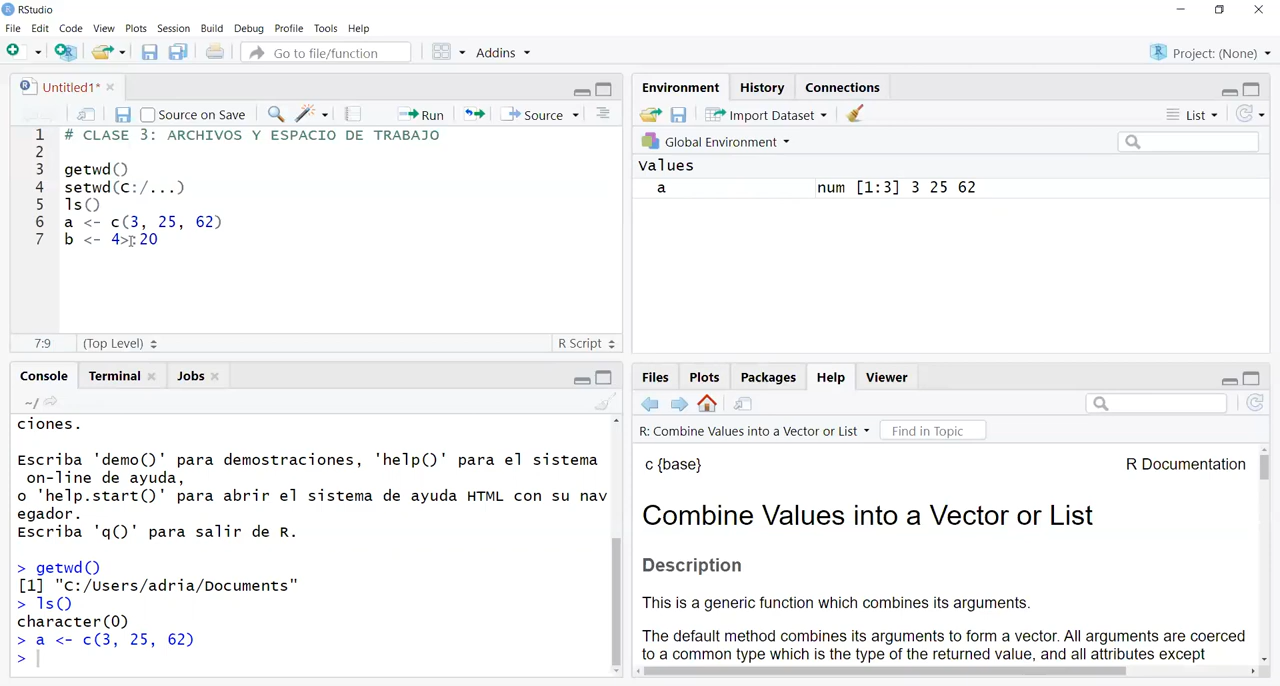 RStudio
File Edit Code View Plots Session Build Debug Profile Tools Help
Go to file/function Addins Project: (None)
Untitled1*
Source on Save Run Source
1 # CLASE 3: ARCHIVOS Y ESPACIO DE TRABAJO
2
3 getwd()
4 setwd(C:/...)
5 ls()
6 a <- c(3, 25, 62)
7 b <- 4>:20
7:9 (Top Level) R Script
Console Terminal Jobs
~/
ciones.
Escriba 'demo()' para demostraciones, 'help()' para el sistema
on-line de ayuda,
o 'help.start()' para abrir el sistema de ayuda HTML con su nav
egador.
Escriba 'q()' para salir de R.
> getwd()
[1] "C:/Users/adria/Documents"
> ls()
character(0)
> a <- c(3, 25, 62)
>
Environment History Connections
Import Dataset List
Global Environment
Values
a num [1:3] 3 25 62
Files Plots Packages Help Viewer
R: Combine Values into a Vector or List Find in Topic
c {base} R Documentation
Combine Values into a Vector or List
Description
This is a generic function which combines its arguments.
The default method combines its arguments to form a vector. All arguments are coerced
to a common type which is the type of the returned value, and all attributes except